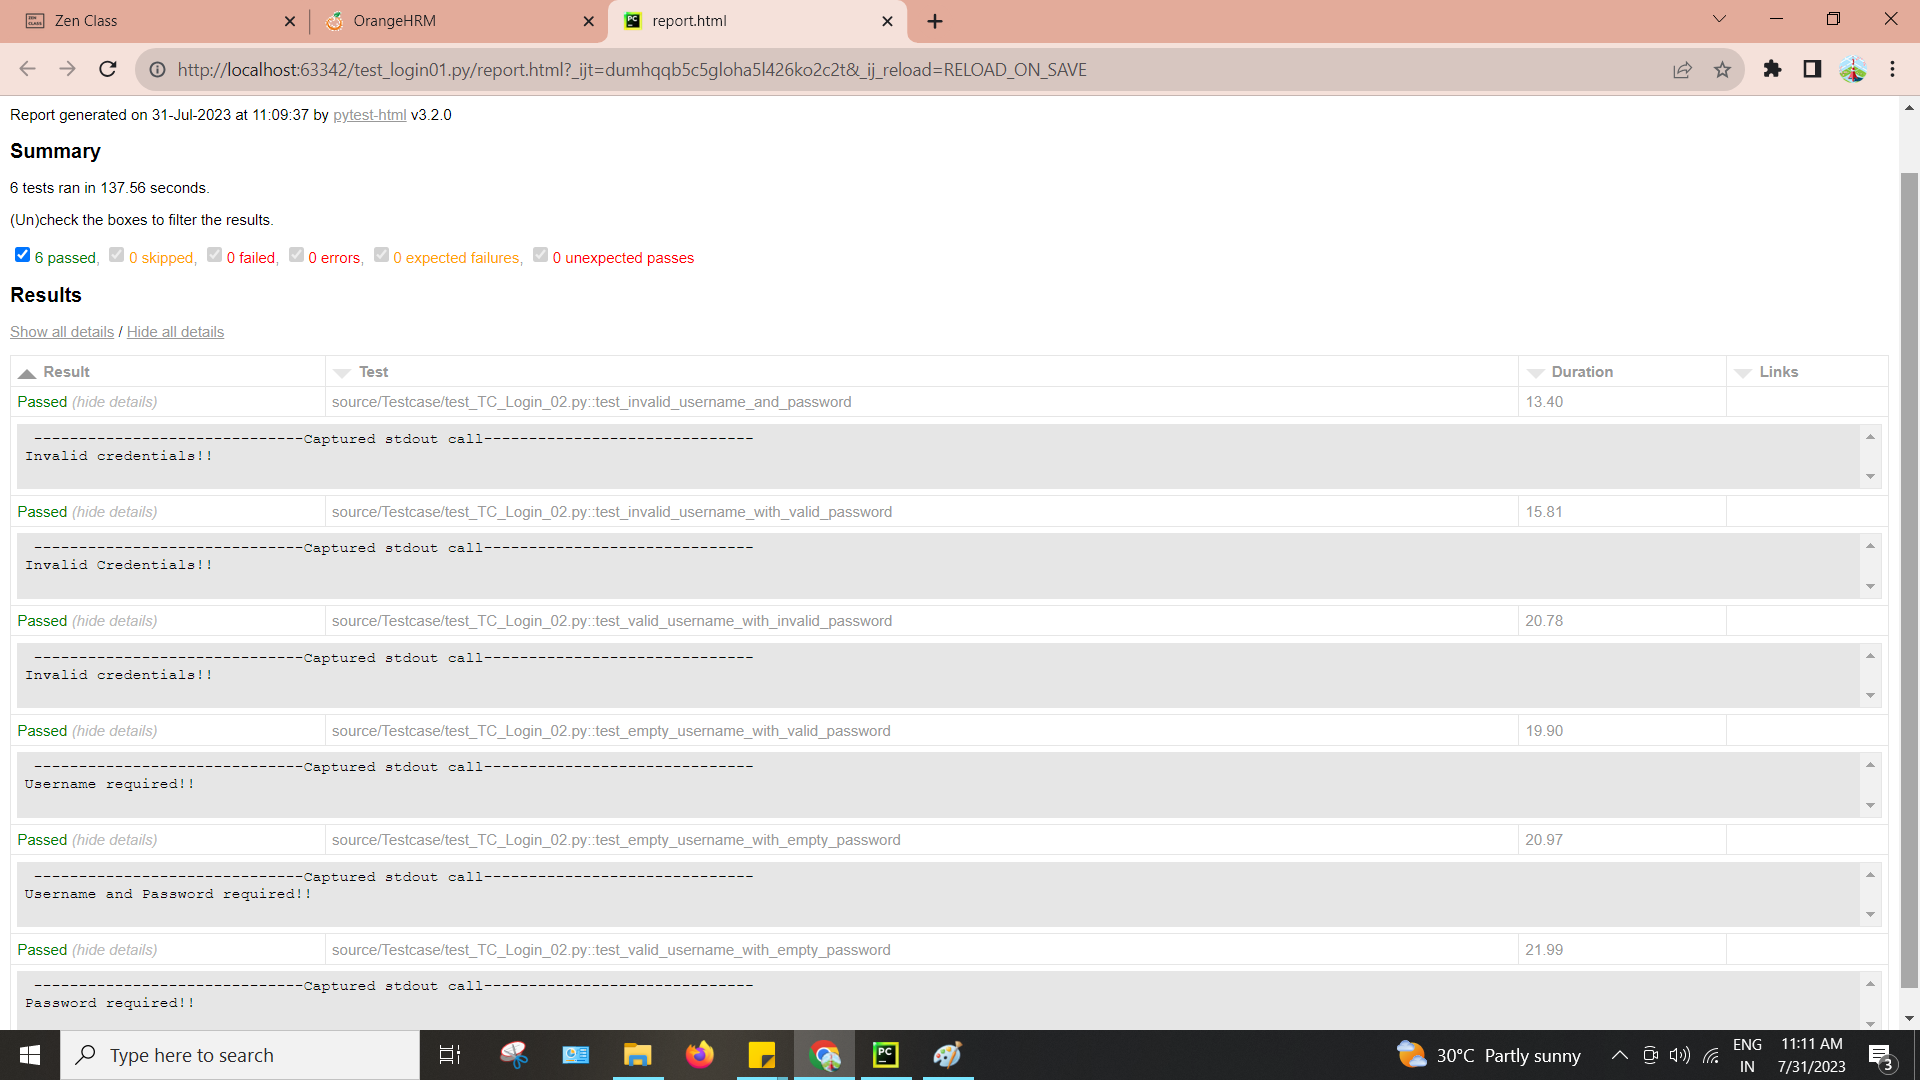 Zen Class
OrangeHRM
report.html
http://localhost:63342/test_login01.py/report.html?_ijt=dumhqqb5c5gloha5l426ko2c2t&_ij_reload=RELOAD_ON_SAVE
Report generated on 31-Jul-2023 at 11:09:37 by pytest-html v3.2.0
Summary
6 tests ran in 137.56 seconds.
(Un)check the boxes to filter the results.
6 passed, 0 skipped, 0 failed, 0 errors, 0 expected failures, 0 unexpected passes
Results
Show all details / Hide all details
Result Test Duration Links
Passed (hide details) source/Testcase/test_TC_Login_02.py::test_invalid_username_and_password 13.40
------------------------------Captured stdout call------------------------------
Invalid credentials!!
Passed (hide details) source/Testcase/test_TC_Login_02.py::test_invalid_username_with_valid_password 15.81
------------------------------Captured stdout call------------------------------
Invalid Credentials!!
Passed (hide details) source/Testcase/test_TC_Login_02.py::test_valid_username_with_invalid_password 20.78
------------------------------Captured stdout call------------------------------
Invalid credentials!!
Passed (hide details) source/Testcase/test_TC_Login_02.py::test_empty_username_with_valid_password 19.90
------------------------------Captured stdout call------------------------------
Username required!!
Passed (hide details) source/Testcase/test_TC_Login_02.py::test_empty_username_with_empty_password 20.97
------------------------------Captured stdout call------------------------------
Username and Password required!!
Passed (hide details) source/Testcase/test_TC_Login_02.py::test_valid_username_with_empty_password 21.99
------------------------------Captured stdout call------------------------------
Password required!!
Type here to search
PC
30°C Partly sunny
ENG
IN
11:11 AM
7/31/2023
3